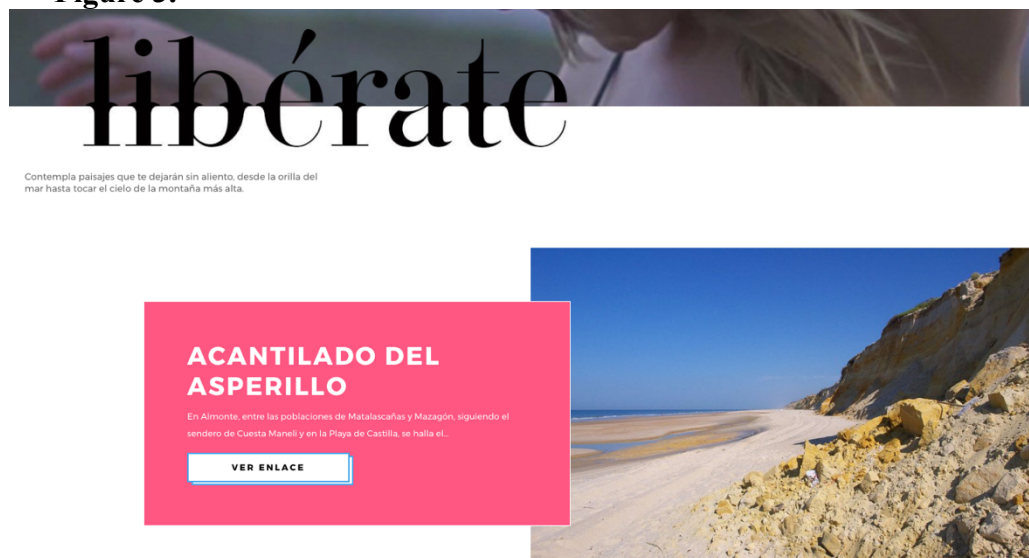 Figure 3.
libérate
Contempla paisajes que te dejarán sin aliento, desde la orilla del
mar hasta tocar el cielo de la montaña más alta.
ACANTILADO DEL
ASPERILLO
En Almonte, entre las poblaciones de Matalascañas y Mazagón, siguiendo el
sendero de Cuesta Maneli y en la Playa de Castilla, se halla el...
VER ENLACE